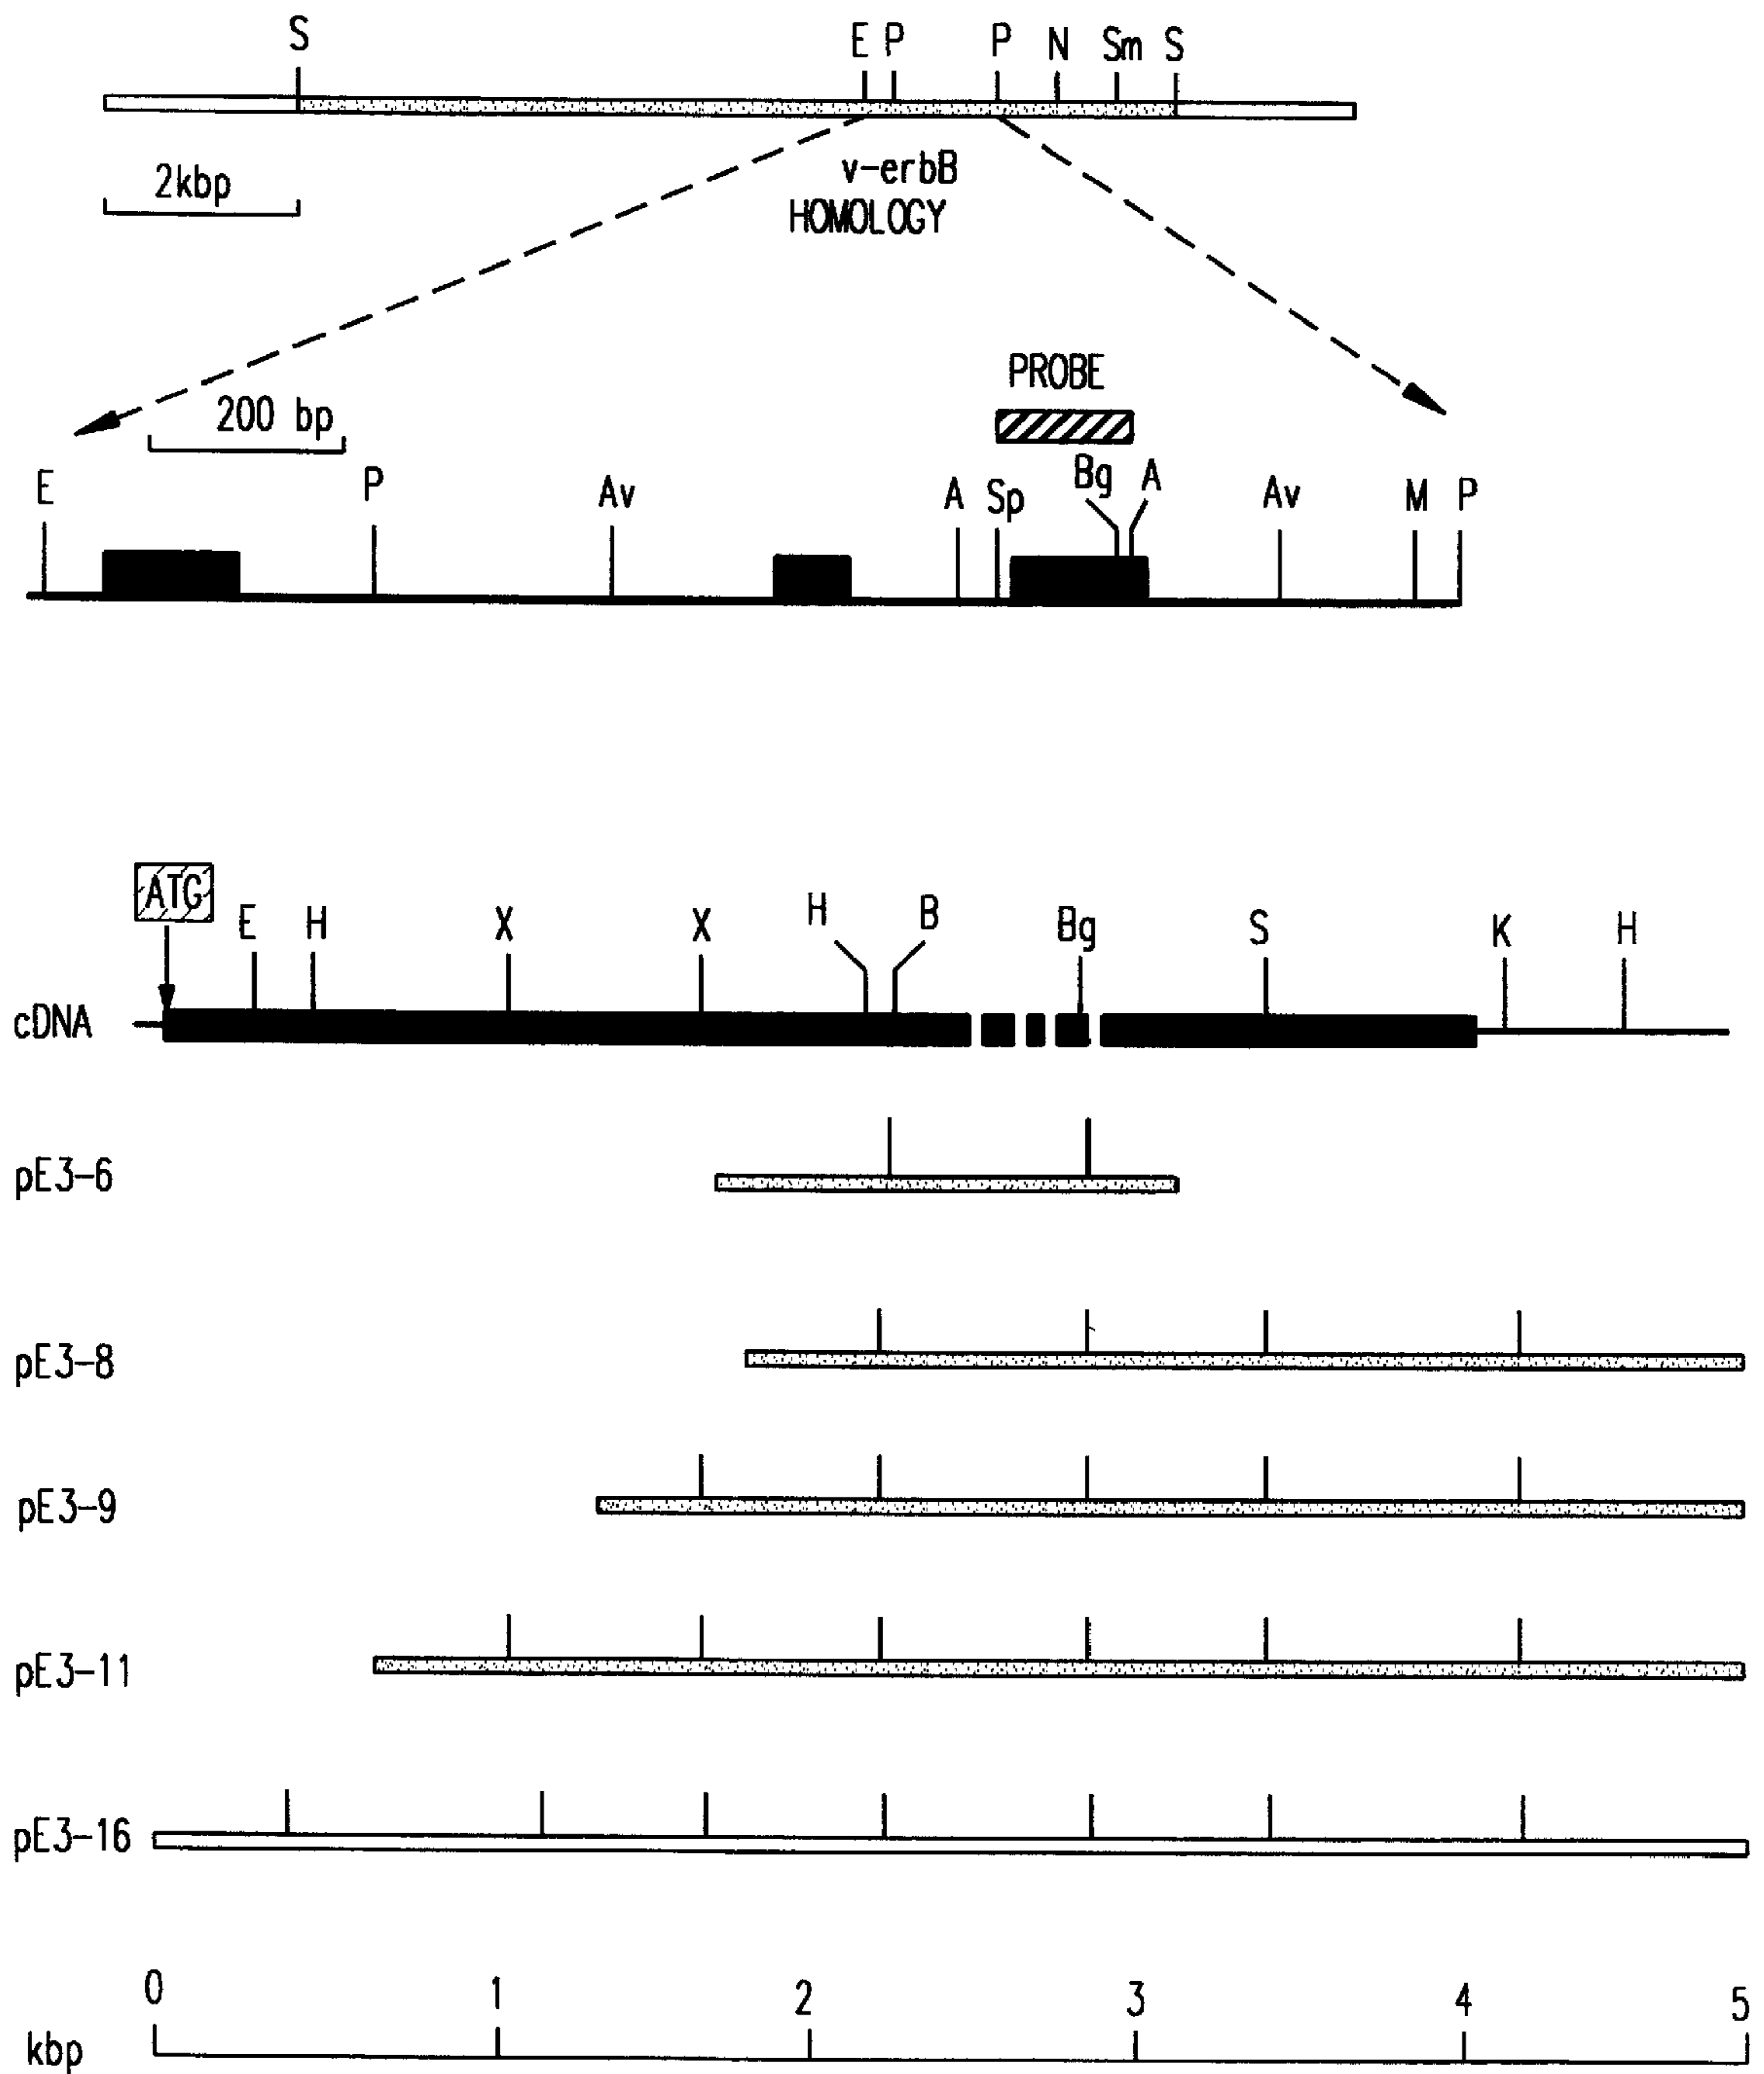 S E P P N Sm S
2kbp
v-erbB
HOMOLOGY
PROBE
200 bp
E P Av A Sp Bg A Av M P
ATG
E H X X H B Bg S K H
cDNA
pE3-6
pE3-8
pE3-9
pE3-11
pE3-16
0 1 2 3 4 5
kbp